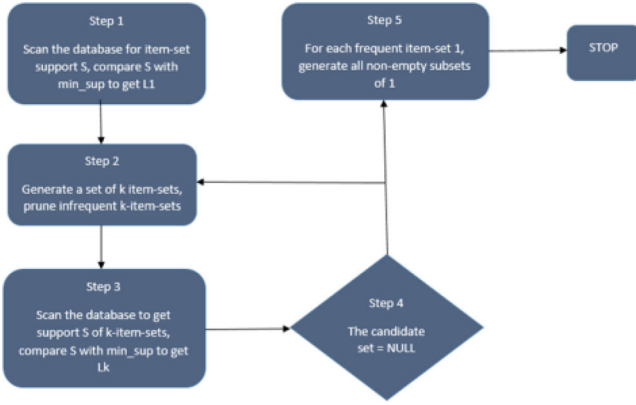 Step 1
Scan the database for item-set
support S, compare S with
min_sup to get L1
Step 2
Generate a set of k item-sets,
prune infrequent k-item-sets
Step 3
Scan the database to get
support S of k-item-sets,
compare S with min_sup to get
Lk
Step 4
The candidate
set = NULL
Step 5
For each frequent item-set 1,
generate all non-empty subsets
of 1
STOP